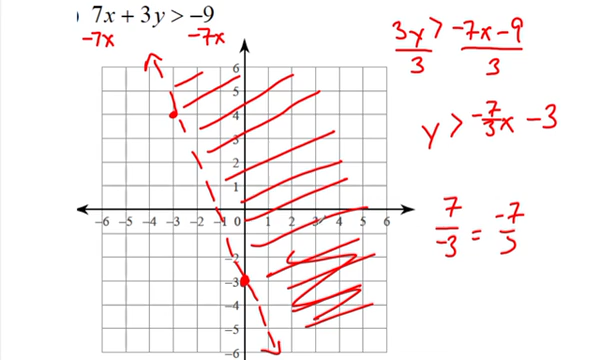 ) 7x + 3y > −9
-7x -7x
3y > -7x - 9
3 3
y > -7/3x - 3
7/-3 = -7/3
6
5
4
3
2
1
−6 −5 −4 −3 −2 −1 0 1 2 3 4 5 6
−2
−3
−4
−5
−6